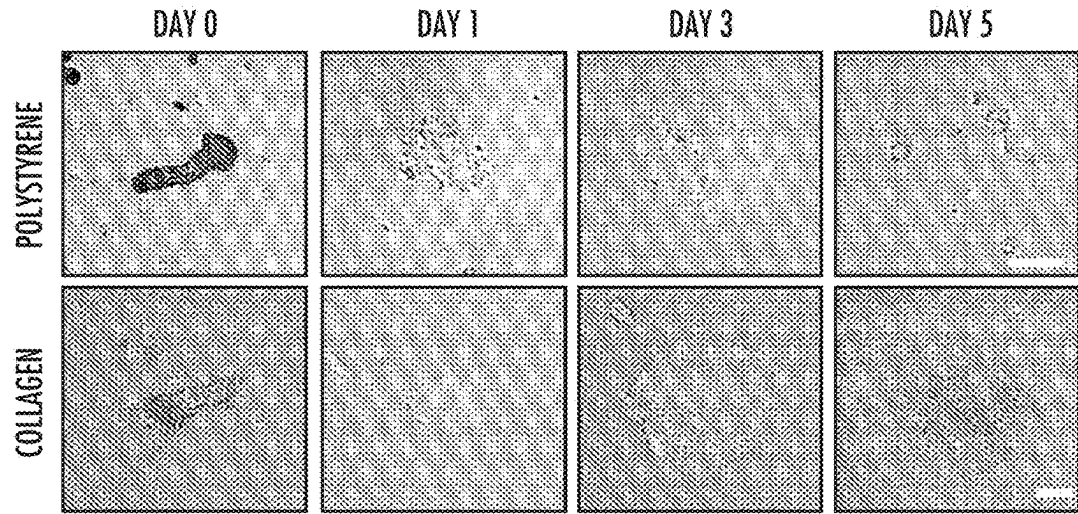 DAY 0
DAY 1
DAY 3
DAY 5
POLYSTYRENE
COLLAGEN